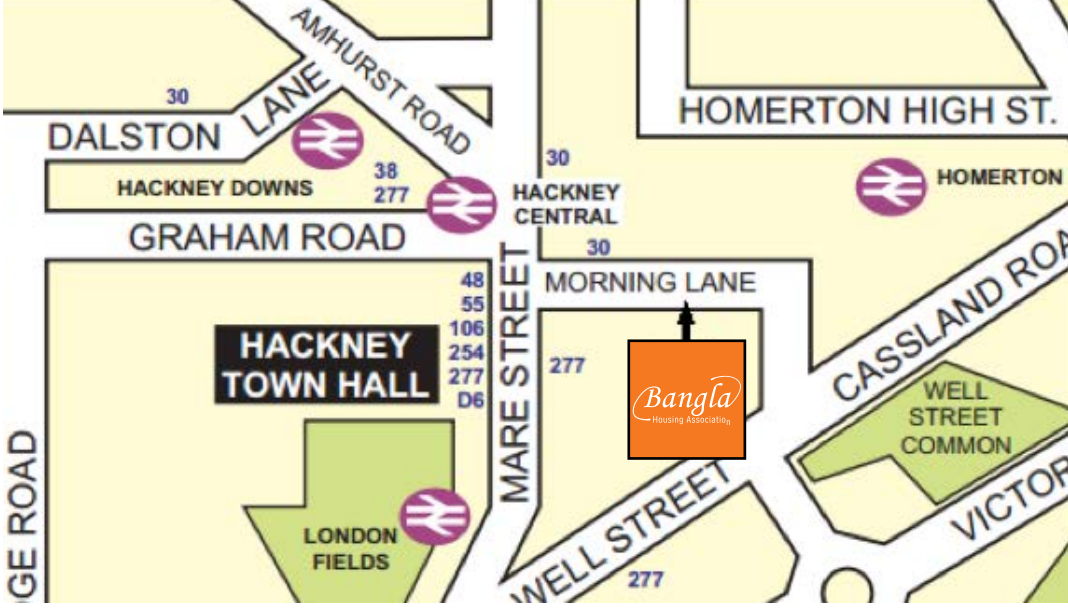 AMHURST ROAD
30
DALSTON LANE
HOMERTON HIGH ST.
HACKNEY DOWNS
38
277
30
HACKNEY
CENTRAL
HOMERTON
GRAHAM ROAD
30
MORNING LANE
48
55
106
254
277
D6
HACKNEY
TOWN HALL
MARE STREET
277
Bangla
Housing Association
CASSLAND ROA
WELL
STREET
COMMON
WELL STREET
VICTOR
LONDON
FIELDS
277
GE ROAD